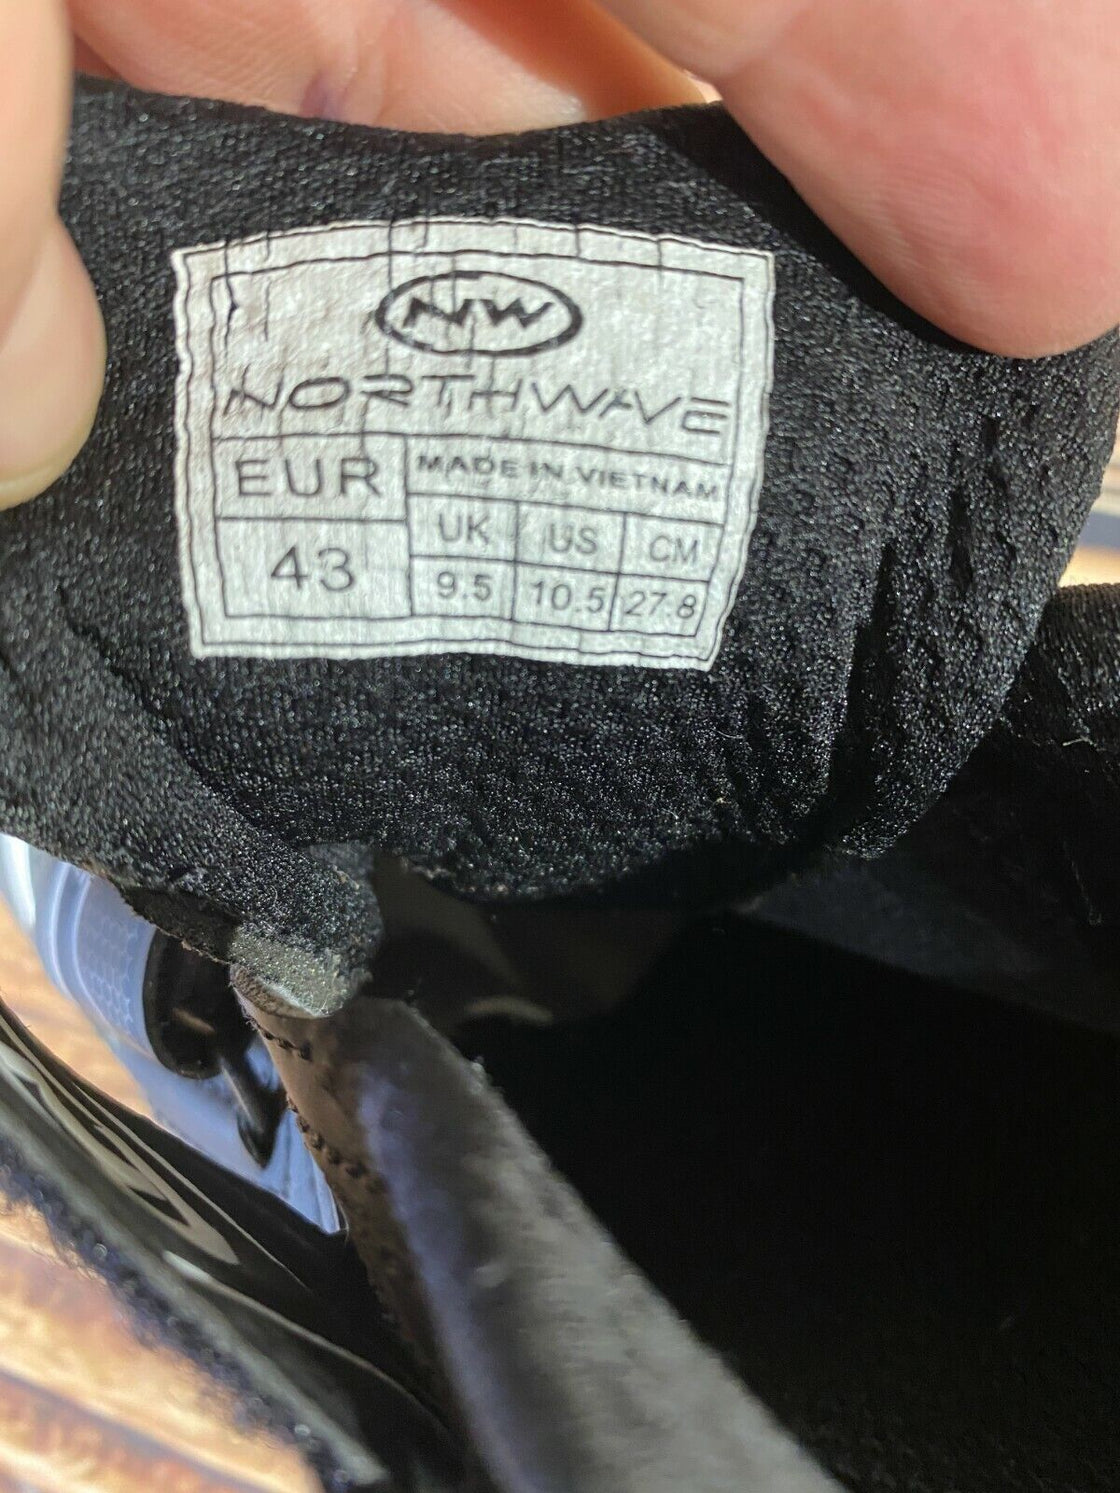 NW
NORTHWAVE
EUR
43
MADE IN VIETNAM
UK US CM
9.5 10.5 27.8